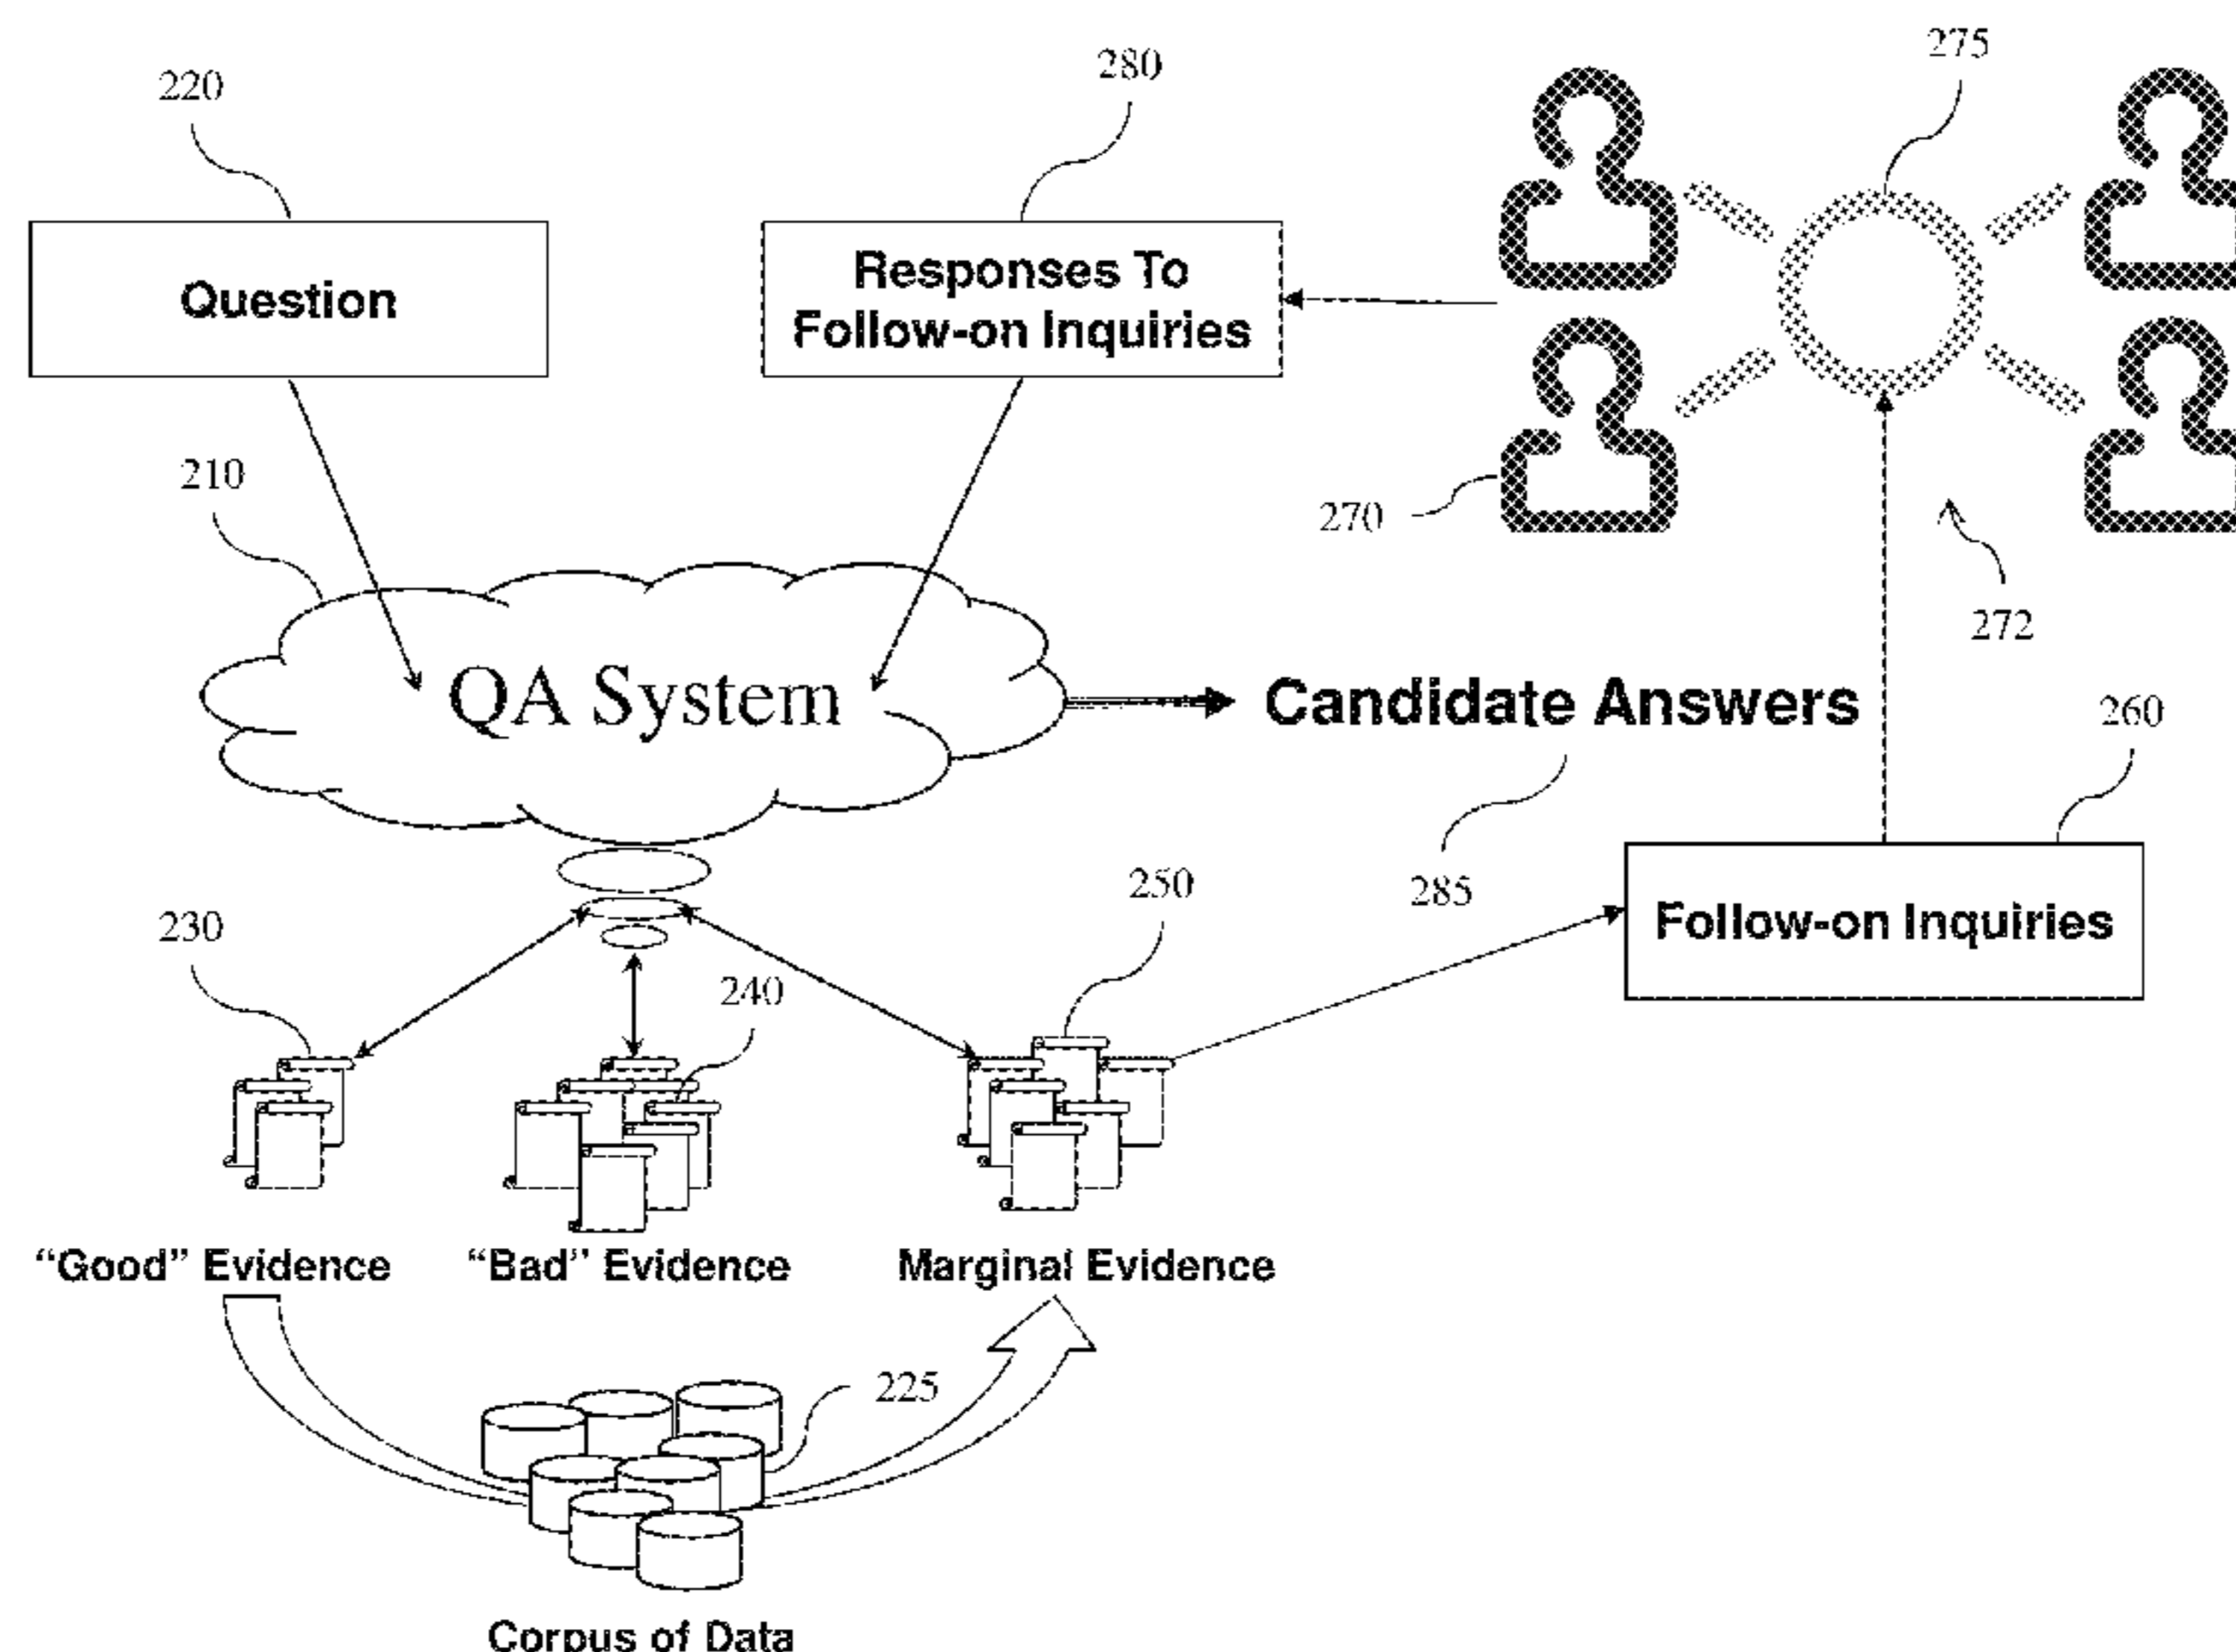 275
280
220
Question
Responses To
Follow-on Inquiries
210
270
272
QA System
Candidate Answers
260
285
250
Follow-on Inquiries
230
240
“Good” Evidence
“Bad” Evidence
Marginal Evidence
225
Corpus of Data